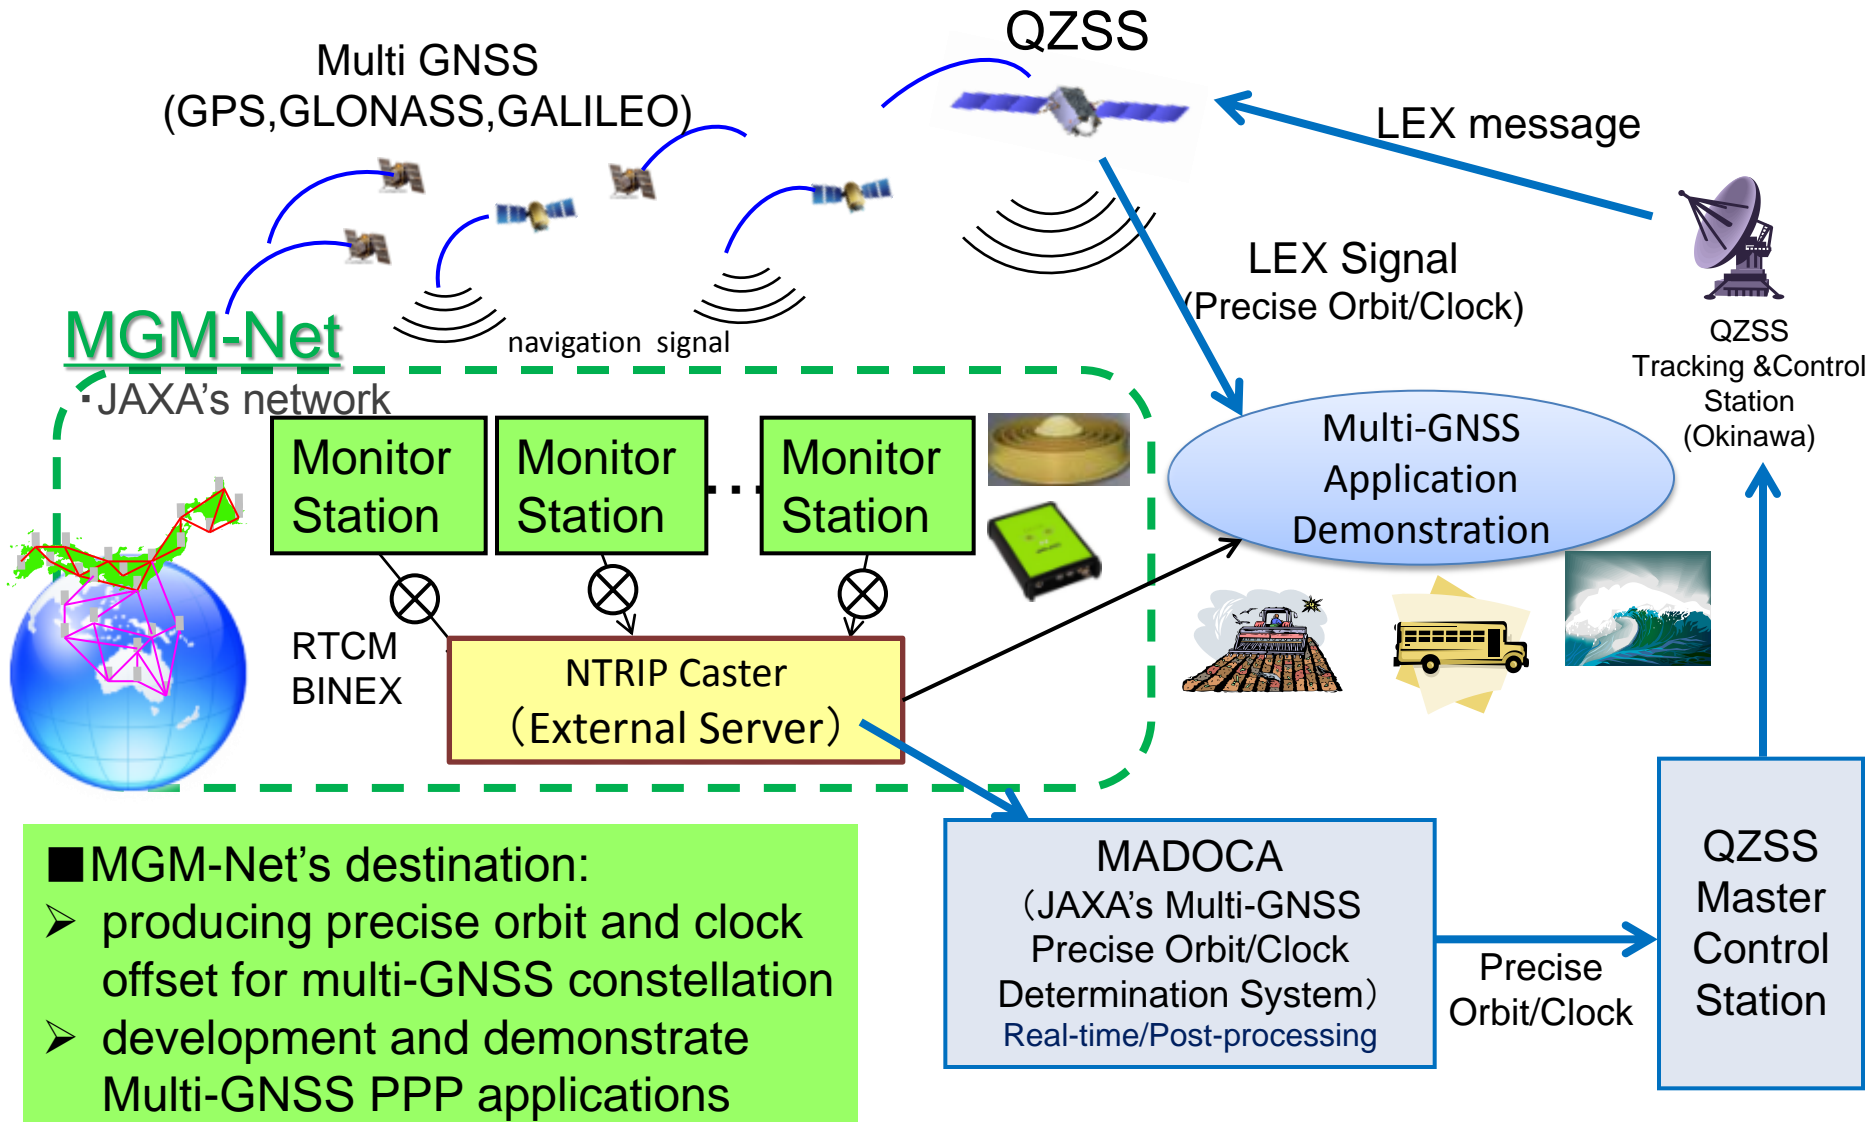 QZSS
Multi GNSS
(GPS,GLONASS,GALILEO)
LEX message
LEX Signal
(Precise Orbit/Clock)
QZSS
Tracking &Control
Station
(Okinawa)
navigation signal
MGM-Net
・JAXA's network
Monitor
Station
Monitor
Station
...
Monitor
Station
Multi-GNSS
Application
Demonstration
RTCM
BINEX
NTRIP Caster
（External Server）
■MGM-Net's destination:
➢ producing precise orbit and clock
offset for multi-GNSS constellation
➢ development and demonstrate
Multi-GNSS PPP applications
MADOCA
（JAXA's Multi-GNSS
Precise Orbit/Clock
Determination System）
Real-time/Post-processing
Precise
Orbit/Clock
QZSS
Master
Control
Station